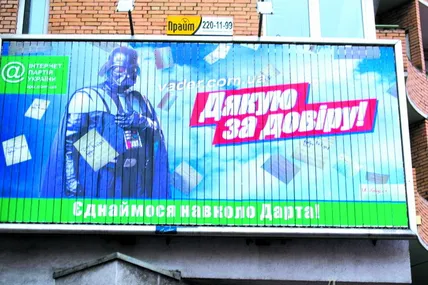 Прайм 220-11-99
ІНТЕРНЕТ
ПАРТІЯ
УКРАЇНИ
vader.com.ua
Дякую
за довіру!
Єднаймося навколо Дарта!